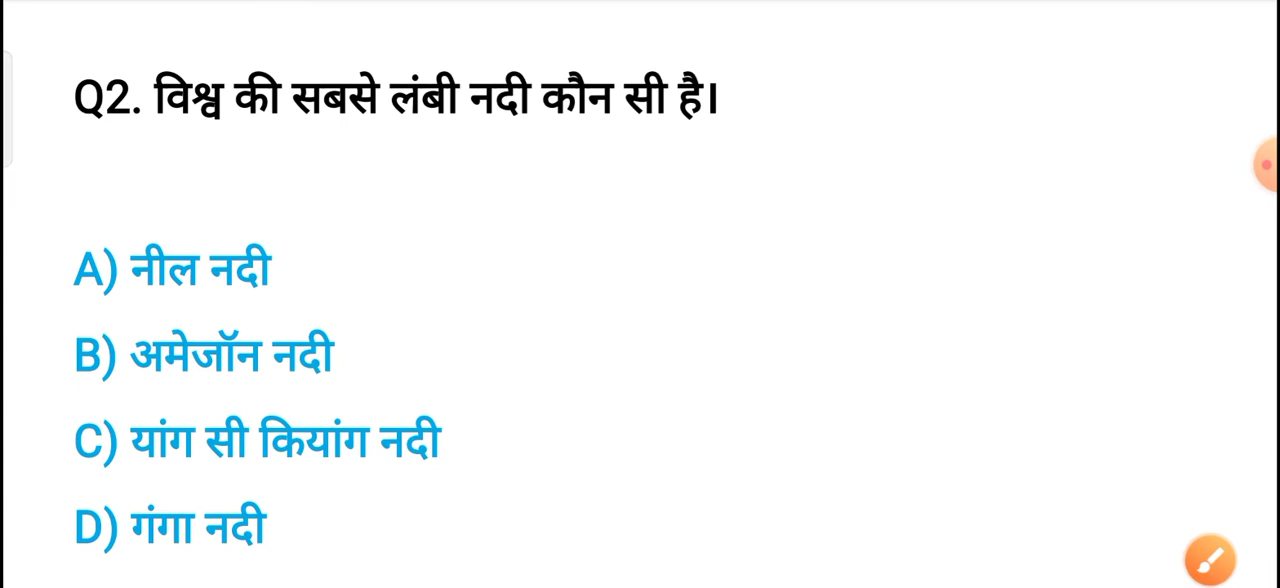 Q2. विश्व की सबसे लंबी नदी कौन सी है।
A) नील नदी
B) अमेजॉन नदी
C) यांग सी कियांग नदी
D) गंगा नदी